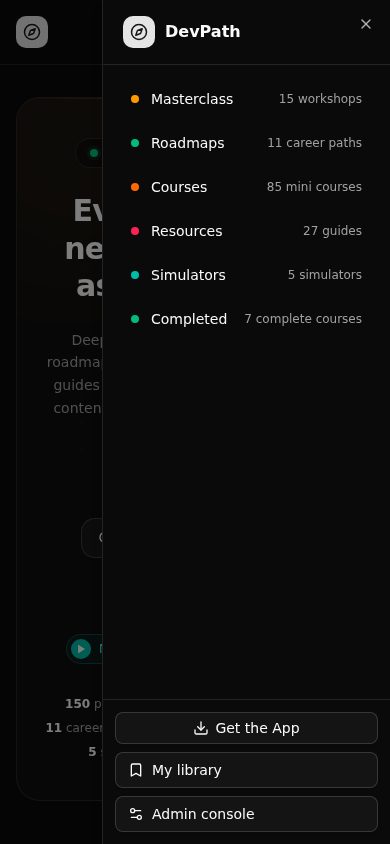 DevPath
Masterclass 15 workshops
Roadmaps 11 career paths
Courses 85 mini courses
Resources 27 guides
Simulators 5 simulators
Completed 7 complete courses
Get the App
My library
Admin console
150
11 career
5